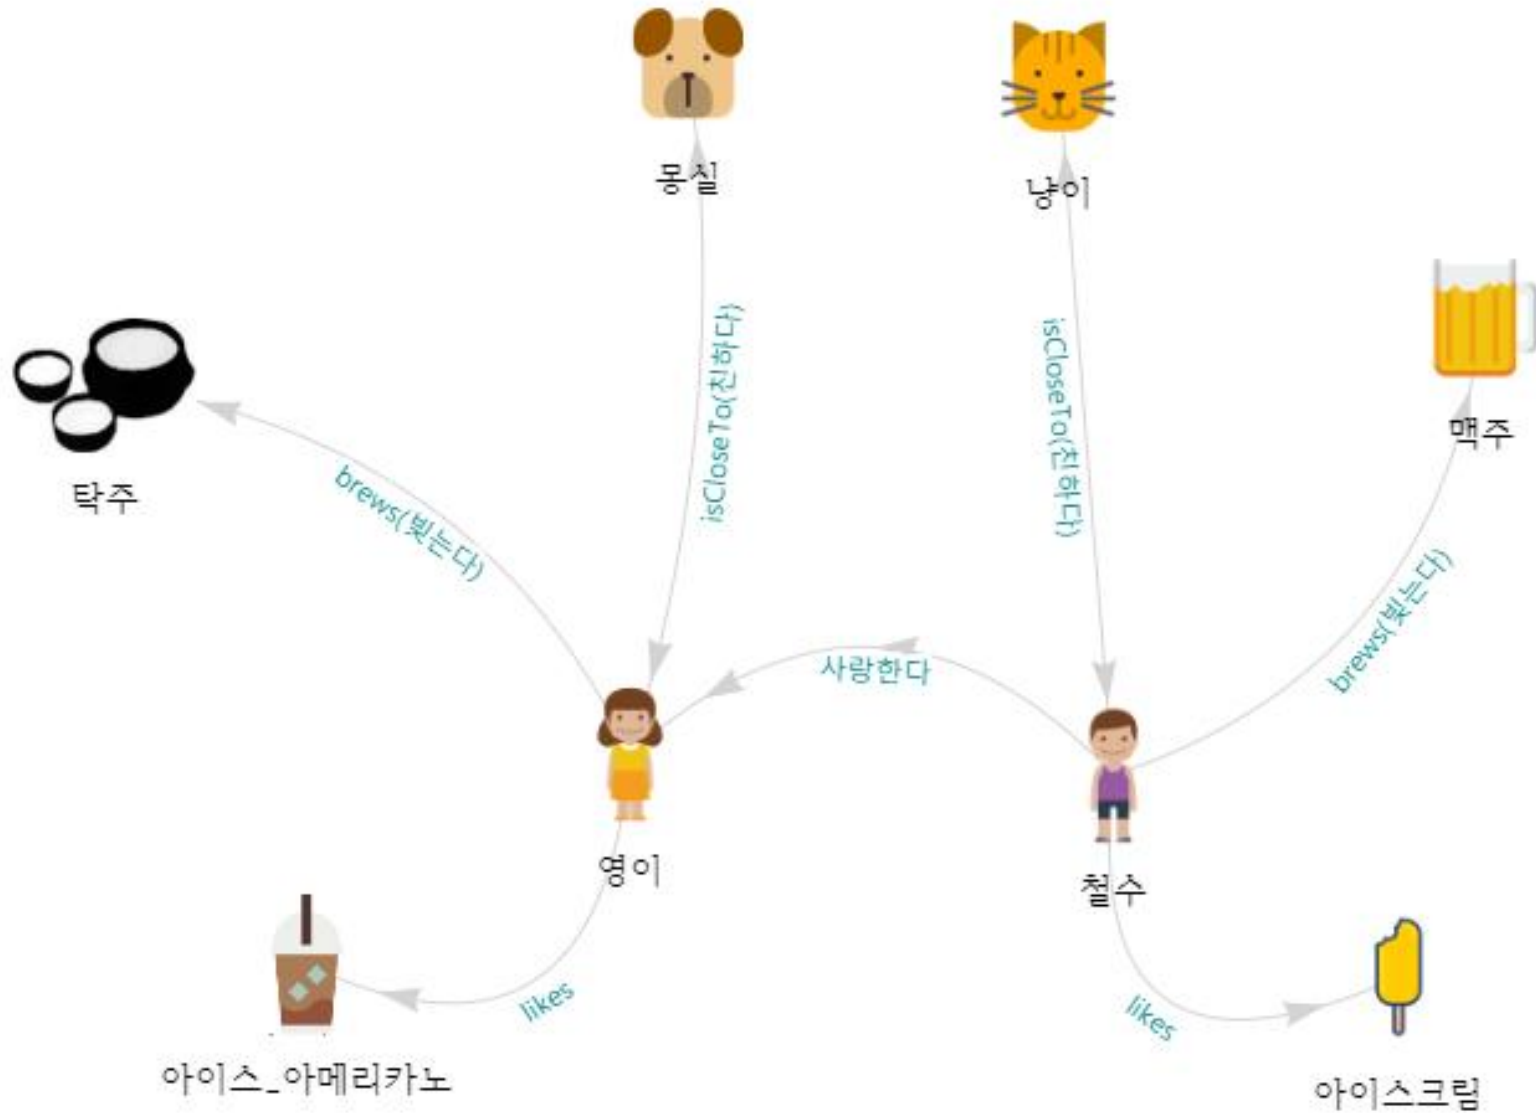 몽실
냥이
isCloseTo(친하다)
isCloseTo(친하다)
맥주
탁주
brews(빚는다)
brews(빚는다)
사랑한다
영이
철수
likes
likes
아이스_아메리카노
아이스크림